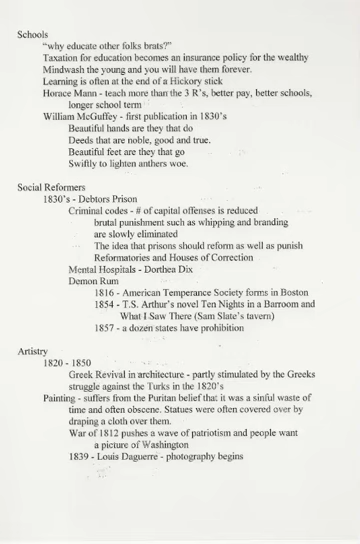 Schools
"why educate other folks brats?"
Taxation for education becomes an insurance policy for the wealthy
Mindwash the young and you will have them forever.
Learning is often at the end of a Hickory stick
Horace Mann - teach more than the 3 R's, better pay, better schools,
longer school term
William McGuffey - first publication in 1830's
Beautiful hands are they that do
Deeds that are noble, good and true.
Beautiful feet are they that go
Swiftly to lighten anthers woe.
Social Reformers
1830's - Debtors Prison
Criminal codes - # of capital offenses is reduced
brutal punishment such as whipping and branding
are slowly eliminated
The idea that prisons should reform as well as punish
Reformatories and Houses of Correction
Mental Hospitals - Dorthea Dix
Demon Rum
1816 - American Temperance Society forms in Boston
1854 - T.S. Arthur's novel Ten Nights in a Barroom and
What I Saw There (Sam Slate's tavern)
1857 - a dozen states have prohibition
Artistry
1820 - 1850
Greek Revival in architecture - partly stimulated by the Greeks
struggle against the Turks in the 1820's
Painting - suffers from the Puritan belief that it was a sinful waste of
time and often obscene. Statues were often covered over by
draping a cloth over them.
War of 1812 pushes a wave of patriotism and people want
a picture of Washington
1839 - Louis Daguerre - photography begins